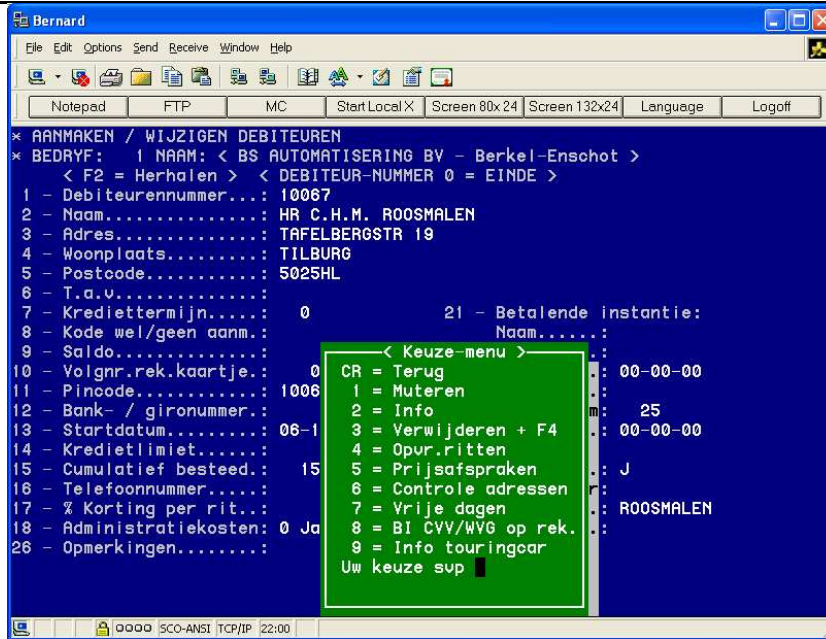 Bernard
File Edit Options Send Receive Window Help
Notepad FTP MC Start Local X Screen 80x24 Screen 132x24 Language Logoff
* AANMAKEN / WIJZIGEN DEBITEUREN
* BEDRYF: 1 NAAM: < BS AUTOMATISERING BV - Berkel-Enschot >
< F2 = Herhalen > < DEBITEUR-NUMMER 0 = EINDE >
1 - Debiteurennummer...: 10067
2 - Naam...............: HR C.H.M. ROOSMALEN
3 - Adres..............: TAFELBERGSTR 19
4 - Woonplaats.........: TILBURG
5 - Postcode...........: 5025HL
6 - T.a.v..............:
7 - Krediettermijn.....: 0 21 - Betalende instantie:
8 - Kode wel/geen aanm.: Naam......:
9 - Saldo..............: < Keuze-menu > .:
10 - Volgnr.rek.kaartje.: 0 CR = Terug .: 00-00-00
11 - Pincode............: 1006 1 = Muteren .:
12 - Bank- / gironummer.: 2 = Info m: 25
13 - Startdatum.........: 06-1 3 = Verwijderen + F4 .: 00-00-00
14 - Kredietlimiet......: 4 = Opvr.ritten
15 - Cumulatief besteed.: 15 5 = Prijsafspraken .: J
16 - Telefoonnummer.....: 6 = Controle adressen r:
17 - % Korting per rit..: 7 = Vrije dagen .: ROOSMALEN
18 - Administratiekosten: 0 Ja 8 = BI CVV/WVG op rek. .:
26 - Opmerkingen........: 9 = Info touringcar
Uw keuze svp
0000 SCO-ANSI TCP/IP 22:00